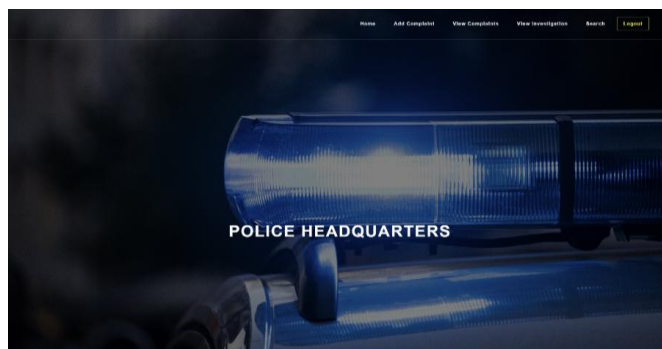 Home Add Complaint View Complaints View Investigation Search Logout
POLICE HEADQUARTERS